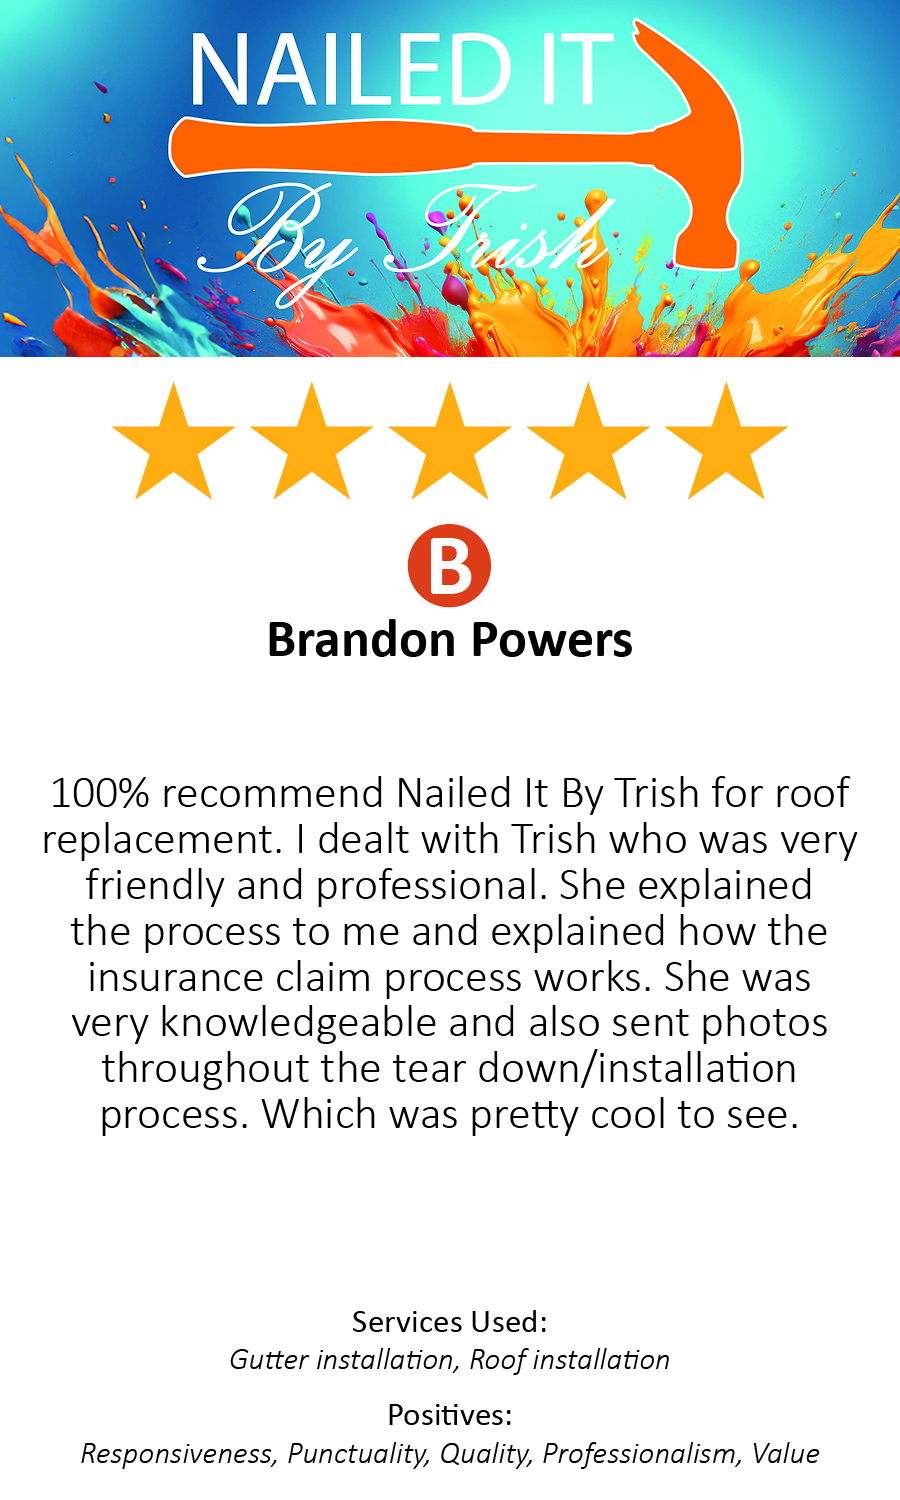 NAILED IT
By Trish
B
Brandon Powers
100% recommend Nailed It By Trish for roof
replacement. I dealt with Trish who was very
friendly and professional. She explained
the process to me and explained how the
insurance claim process works. She was
very knowledgeable and also sent photos
throughout the tear down/installation
process. Which was pretty cool to see.
Services Used:
Gutter installation, Roof installation
Positives:
Responsiveness, Punctuality, Quality, Professionalism, Value